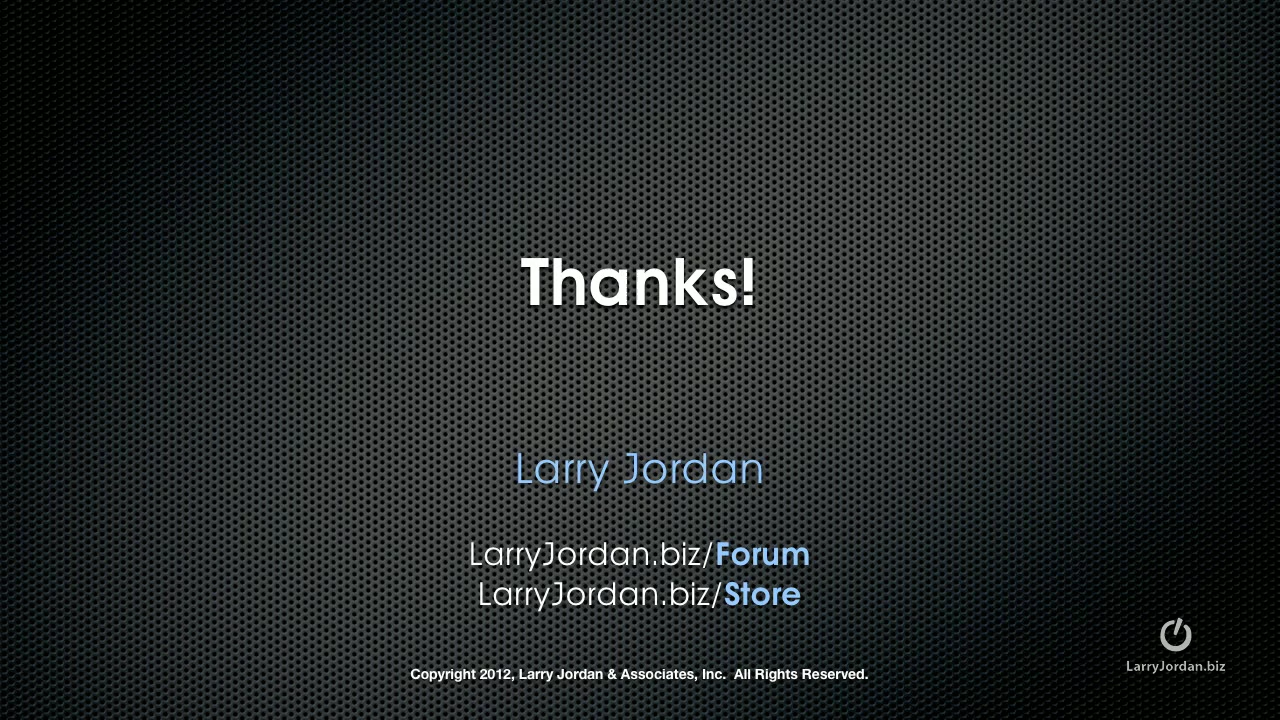 Thanks!
Larry Jordan
LarryJordan.biz/Forum
LarryJordan.biz/Store
Copyright 2012, Larry Jordan & Associates, Inc.  All Rights Reserved.
LarryJordan.biz